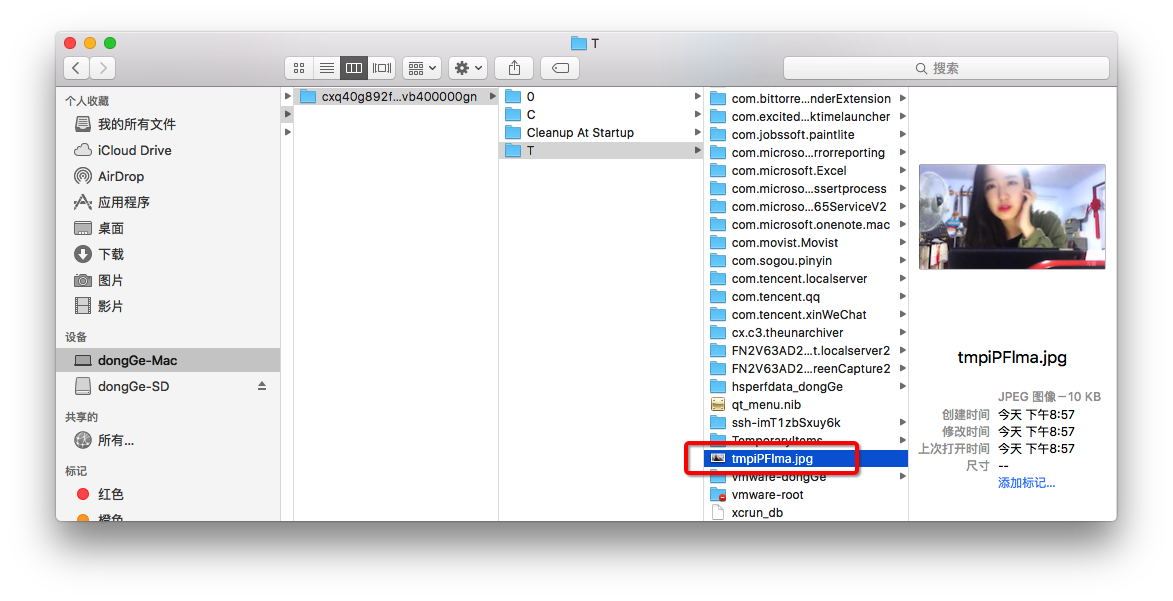 T
搜索
个人收藏
我的所有文件
iCloud Drive
AirDrop
应用程序
桌面
下载
图片
影片
设备
dongGe-Mac
dongGe-SD
共享的
所有...
标记
红色
橙色
cxq40g892f...vb400000gn
0
C
Cleanup At Startup
T
com.bittorre...nderExtension
com.excited...ktimelauncher
com.jobssoft.paintlite
com.microso...rrorreporting
com.microsoft.Excel
com.microso...ssertprocess
com.microso...65ServiceV2
com.microsoft.onenote.mac
com.movist.Movist
com.sogou.pinyin
com.tencent.localserver
com.tencent.qq
com.tencent.xinWeChat
cx.c3.theunarchiver
FN2V63AD2...t.localserver2
FN2V63AD2...reenCapture2
hsperfdata_dongGe
qt_menu.nib
ssh-imT1zbSxuy6k
TemporaryItems
tmpiPFlma.jpg
vmware-dongGe
vmware-root
xcrun_db
tmpiPFlma.jpg
JPEG 图像－10 KB
创建时间 今天 下午8:57
修改时间 今天 下午8:57
上次打开时间 今天 下午8:57
尺寸 --
添加标记...